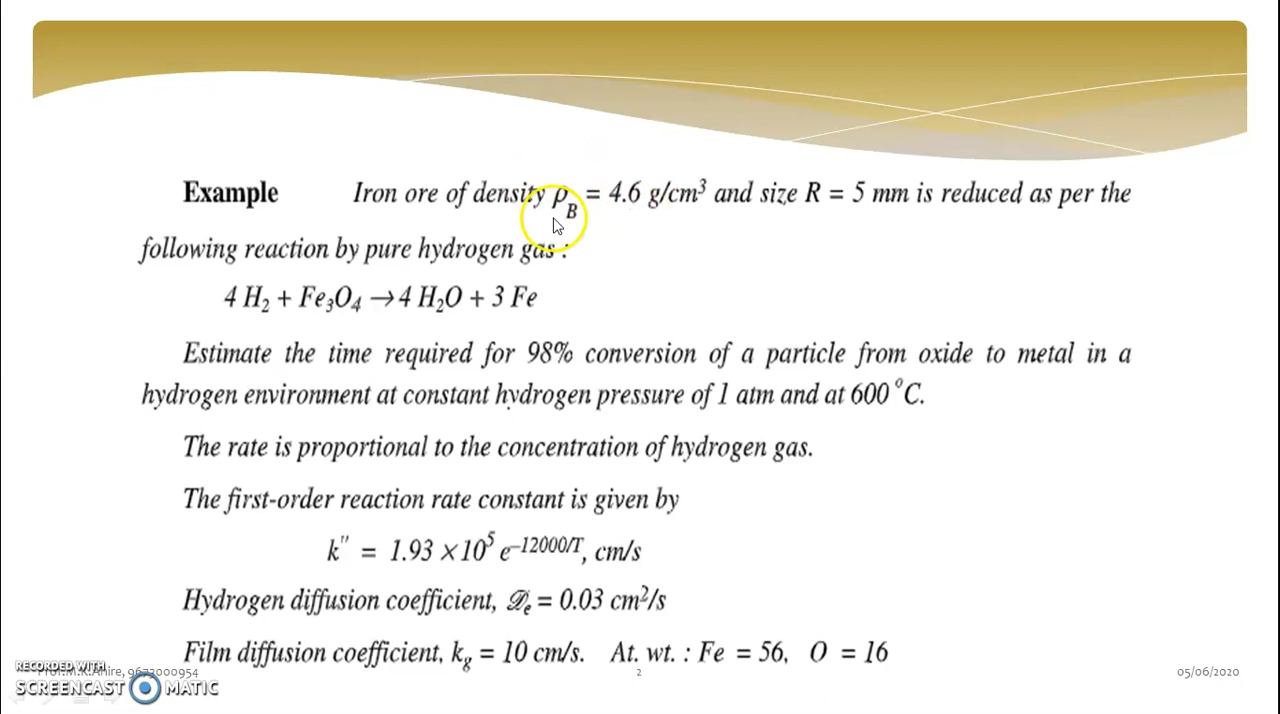 Example Iron ore of density ρB = 4.6 g/cm³ and size R = 5 mm is reduced as per the
following reaction by pure hydrogen gas :
4 H₂ + Fe₃O₄ → 4 H₂O + 3 Fe
Estimate the time required for 98% conversion of a particle from oxide to metal in a
hydrogen environment at constant hydrogen pressure of 1 atm and at 600 °C.
The rate is proportional to the concentration of hydrogen gas.
The first-order reaction rate constant is given by
k" = 1.93 ×10⁵ e^–12000/T, cm/s
Hydrogen diffusion coefficient, 𝒟e = 0.03 cm²/s
Film diffusion coefficient, kg = 10 cm/s. At. wt. : Fe = 56, O = 16
Prof.M.K.Ahire, 9673000954 2 05/06/2020
RECORDED WITH
SCREENCAST MATIC